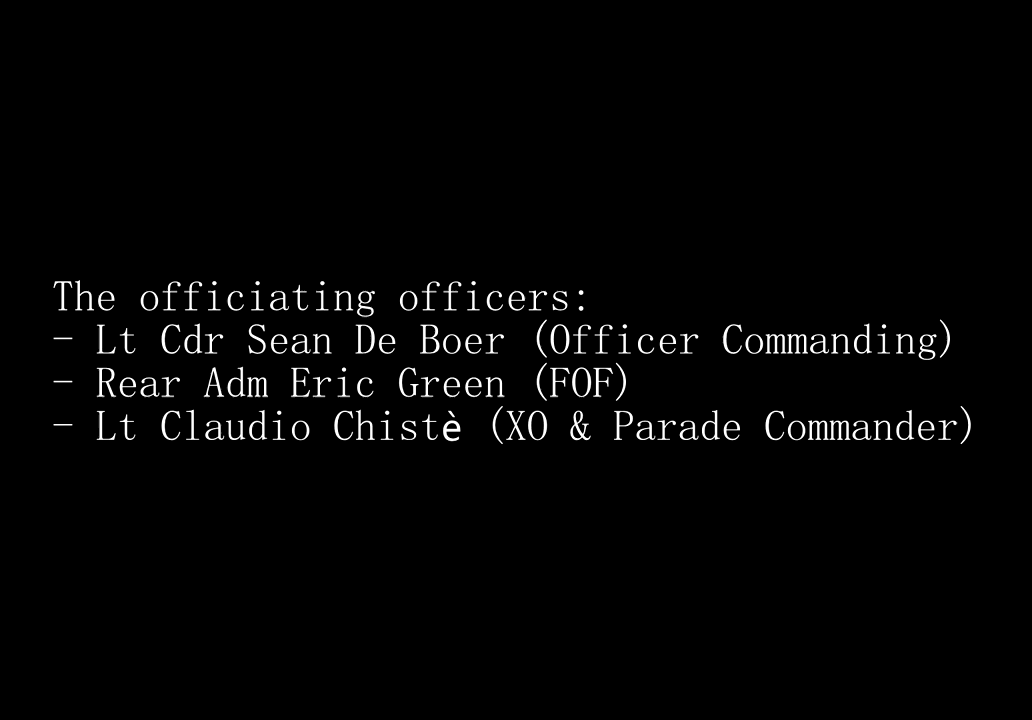 The officiating officers:
- Lt Cdr Sean De Boer (Officer Commanding)
- Rear Adm Eric Green (FOF)
- Lt Claudio Chistè (XO & Parade Commander)